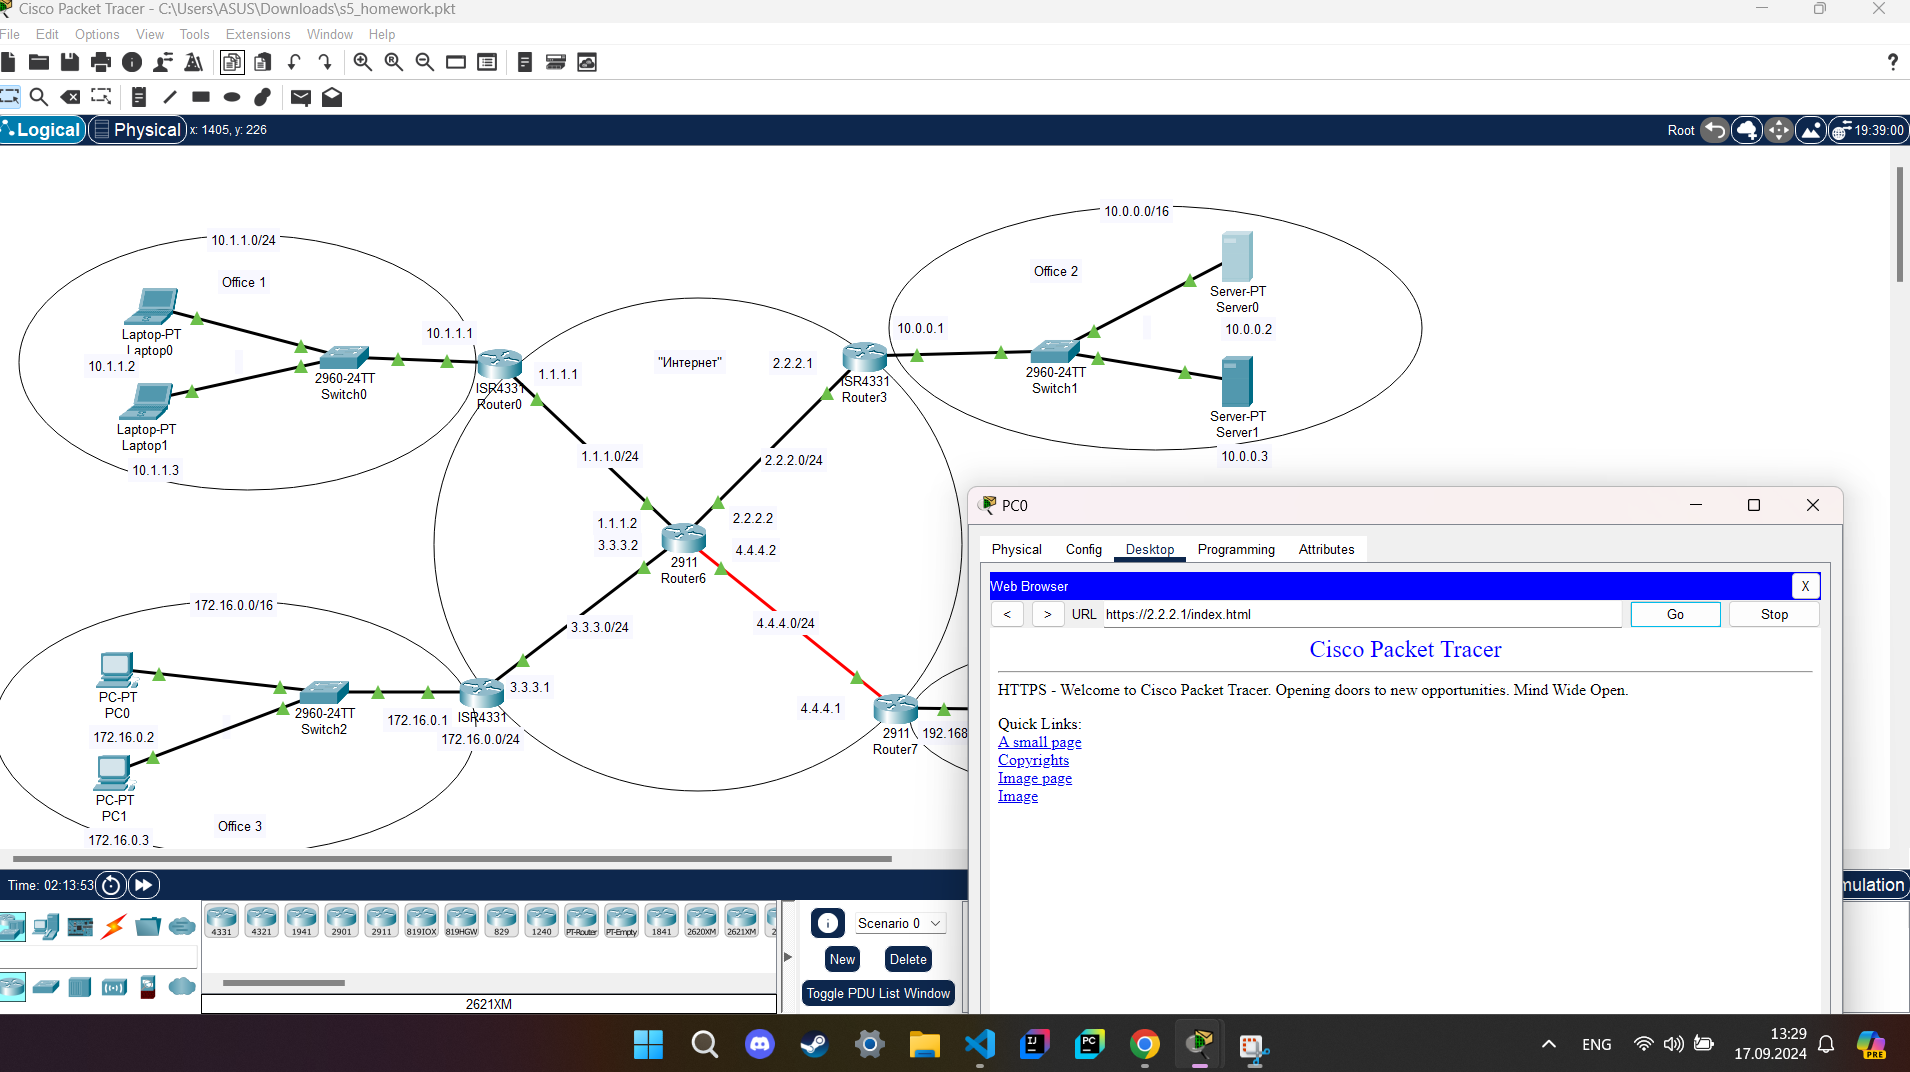 Cisco Packet Tracer - C:\Users\ASUS\Downloads\s5_homework.pkt
File Edit Options View Tools Extensions Window Help
?
Logical Physical x: 1405, y: 226 Root 19:39:00
10.0.0.0/16
10.1.1.0/24
Office 1
Office 2
Server-PT
Server0
10.0.0.2
Laptop-PT
Laptop0
10.1.1.2
10.1.1.1
2960-24TT
Switch0
1.1.1.1
ISR4331
Router0
"Интернет"
2.2.2.1
10.0.0.1
ISR4331
Router3
2960-24TT
Switch1
Server-PT
Server1
10.0.0.3
Laptop-PT
Laptop1
10.1.1.3
1.1.1.0/24
2.2.2.0/24
1.1.1.2
2.2.2.2
3.3.3.2
4.4.4.2
2911
Router6
172.16.0.0/16
3.3.3.0/24
4.4.4.0/24
PC-PT
PC0
172.16.0.2
2960-24TT
Switch2
172.16.0.1
3.3.3.1
ISR4331
172.16.0.0/24
4.4.4.1
2911
Router7
192.168
PC-PT
PC1
172.16.0.3
Office 3
PC0
Physical Config Desktop Programming Attributes
Web Browser X
< > URL https://2.2.2.1/index.html Go Stop
Cisco Packet Tracer
HTTPS - Welcome to Cisco Packet Tracer. Opening doors to new opportunities. Mind Wide Open.
Quick Links:
A small page
Copyrights
Image page
Image
Time: 02:13:53
mulation
4331 4321 1941 2901 2911 819IOX 819HGW 829 1240 PT-Router PT-Empty 1841 2620XM 2621XM 2
2621XM
Scenario 0
New Delete
Toggle PDU List Window
ENG
13:29
17.09.2024
IJ
PC
PRE